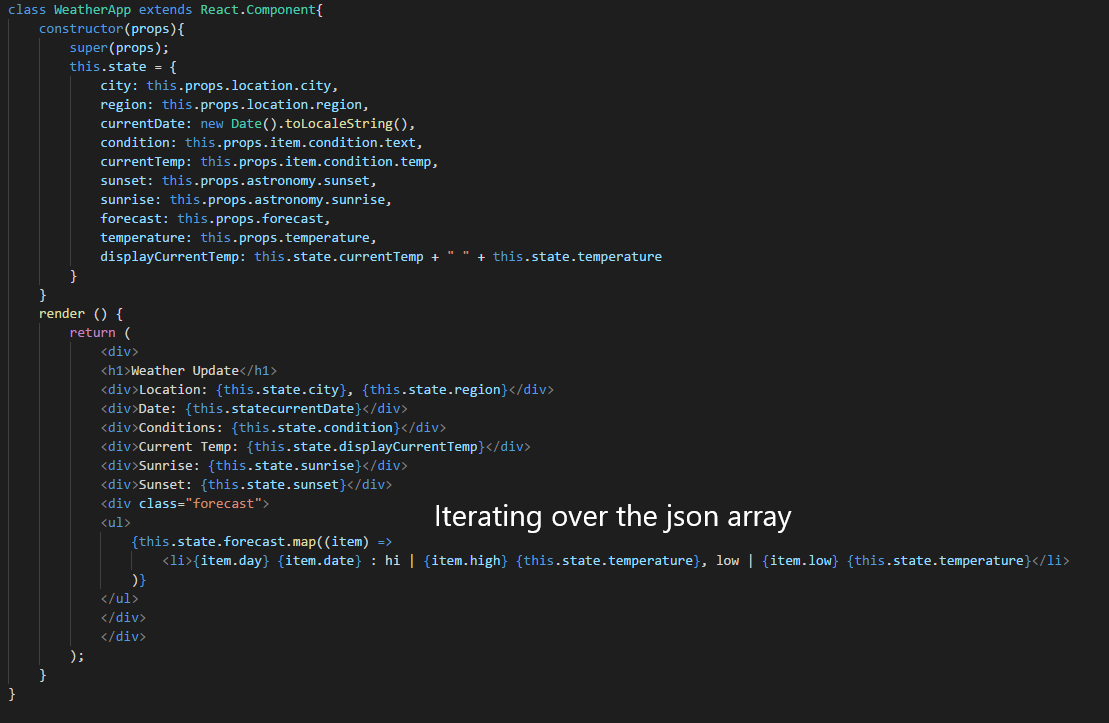 class WeatherApp extends React.Component{
constructor(props){
super(props);
this.state = {
city: this.props.location.city,
region: this.props.location.region,
currentDate: new Date().toLocaleString(),
condition: this.props.item.condition.text,
currentTemp: this.props.item.condition.temp,
sunset: this.props.astronomy.sunset,
sunrise: this.props.astronomy.sunrise,
forecast: this.props.forecast,
temperature: this.props.temperature,
displayCurrentTemp: this.state.currentTemp + " " + this.state.temperature
}
}
render () {
return (
<div>
<h1>Weather Update</h1>
<div>Location: {this.state.city}, {this.state.region}</div>
<div>Date: {this.statecurrentDate}</div>
<div>Conditions: {this.state.condition}</div>
<div>Current Temp: {this.state.displayCurrentTemp}</div>
<div>Sunrise: {this.state.sunrise}</div>
<div>Sunset: {this.state.sunset}</div>
<div class="forecast">
Iterating over the json array
<ul>
{this.state.forecast.map((item) =>
<li>{item.day} {item.date} : hi | {item.high} {this.state.temperature}, low | {item.low} {this.state.temperature}</li>
)}
</ul>
</div>
</div>
);
}
}